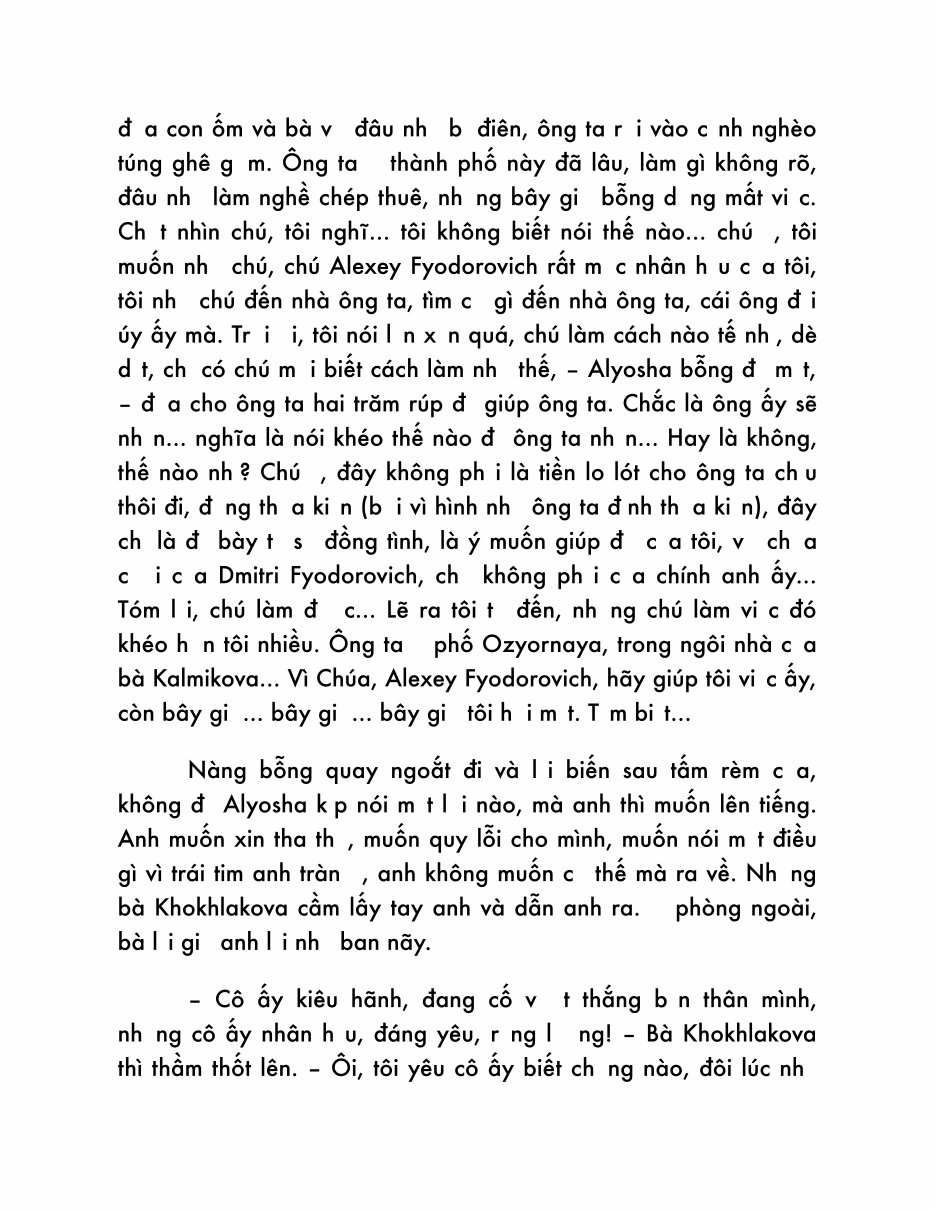 đ a con ốm và bà v đâu nh b điên, ông ta r i vào c nh nghèo
túng ghê g m. Ông ta thành phố này đã lâu, làm gì không rõ,
đâu nh làm nghề chép thuê, nh ng bây gi bỗng d ng mất vi c.
Ch t nhìn chú, tôi nghĩ... tôi không biết nói thế nào... chú , tôi
muốn nh chú, chú Alexey Fyodorovich rất m c nhân h u c a tôi,
tôi nh chú đến nhà ông ta, tìm c gì đến nhà ông ta, cái ông đ i
úy ấy mà. Tr i i, tôi nói l n x n quá, chú làm cách nào tế nh , dè
d t, ch có chú m i biết cách làm nh thế, – Alyosha bỗng đ m t,
– đ a cho ông ta hai trăm rúp đ giúp ông ta. Chắc là ông ấy sẽ
nh n... nghĩa là nói khéo thế nào đ ông ta nh n... Hay là không,
thế nào nh ? Chú , đây không ph i là tiền lo lót cho ông ta ch u
thôi đi, đ ng th a ki n (b i vì hình nh ông ta đ nh th a ki n), đây
ch là đ bày t s đồng tình, là ý muốn giúp đ c a tôi, v ch a
c i c a Dmitri Fyodorovich, ch không ph i c a chính anh ấy...
Tóm l i, chú làm đ c... Lẽ ra tôi t đến, nh ng chú làm vi c đó
khéo h n tôi nhiều. Ông ta phố Ozyornaya, trong ngôi nhà c a
bà Kalmikova... Vì Chúa, Alexey Fyodorovich, hãy giúp tôi vi c ấy,
còn bây gi ... bây gi ... bây gi tôi h i m t. T m bi t...
Nàng bỗng quay ngoắt đi và l i biến sau tấm rèm c a,
không đ Alyosha k p nói m t l i nào, mà anh thì muốn lên tiếng.
Anh muốn xin tha th , muốn quy lỗi cho mình, muốn nói m t điều
gì vì trái tim anh tràn , anh không muốn c thế mà ra về. Nh ng
bà Khokhlakova cầm lấy tay anh và dẫn anh ra. phòng ngoài,
bà l i gi anh l i nh ban nãy.
– Cô ấy kiêu hãnh, đang cố v t thắng b n thân mình,
nh ng cô ấy nhân h u, đáng yêu, r ng l ng! – Bà Khokhlakova
thì thầm thốt lên. – Ôi, tôi yêu cô ấy biết ch ng nào, đôi lúc nh